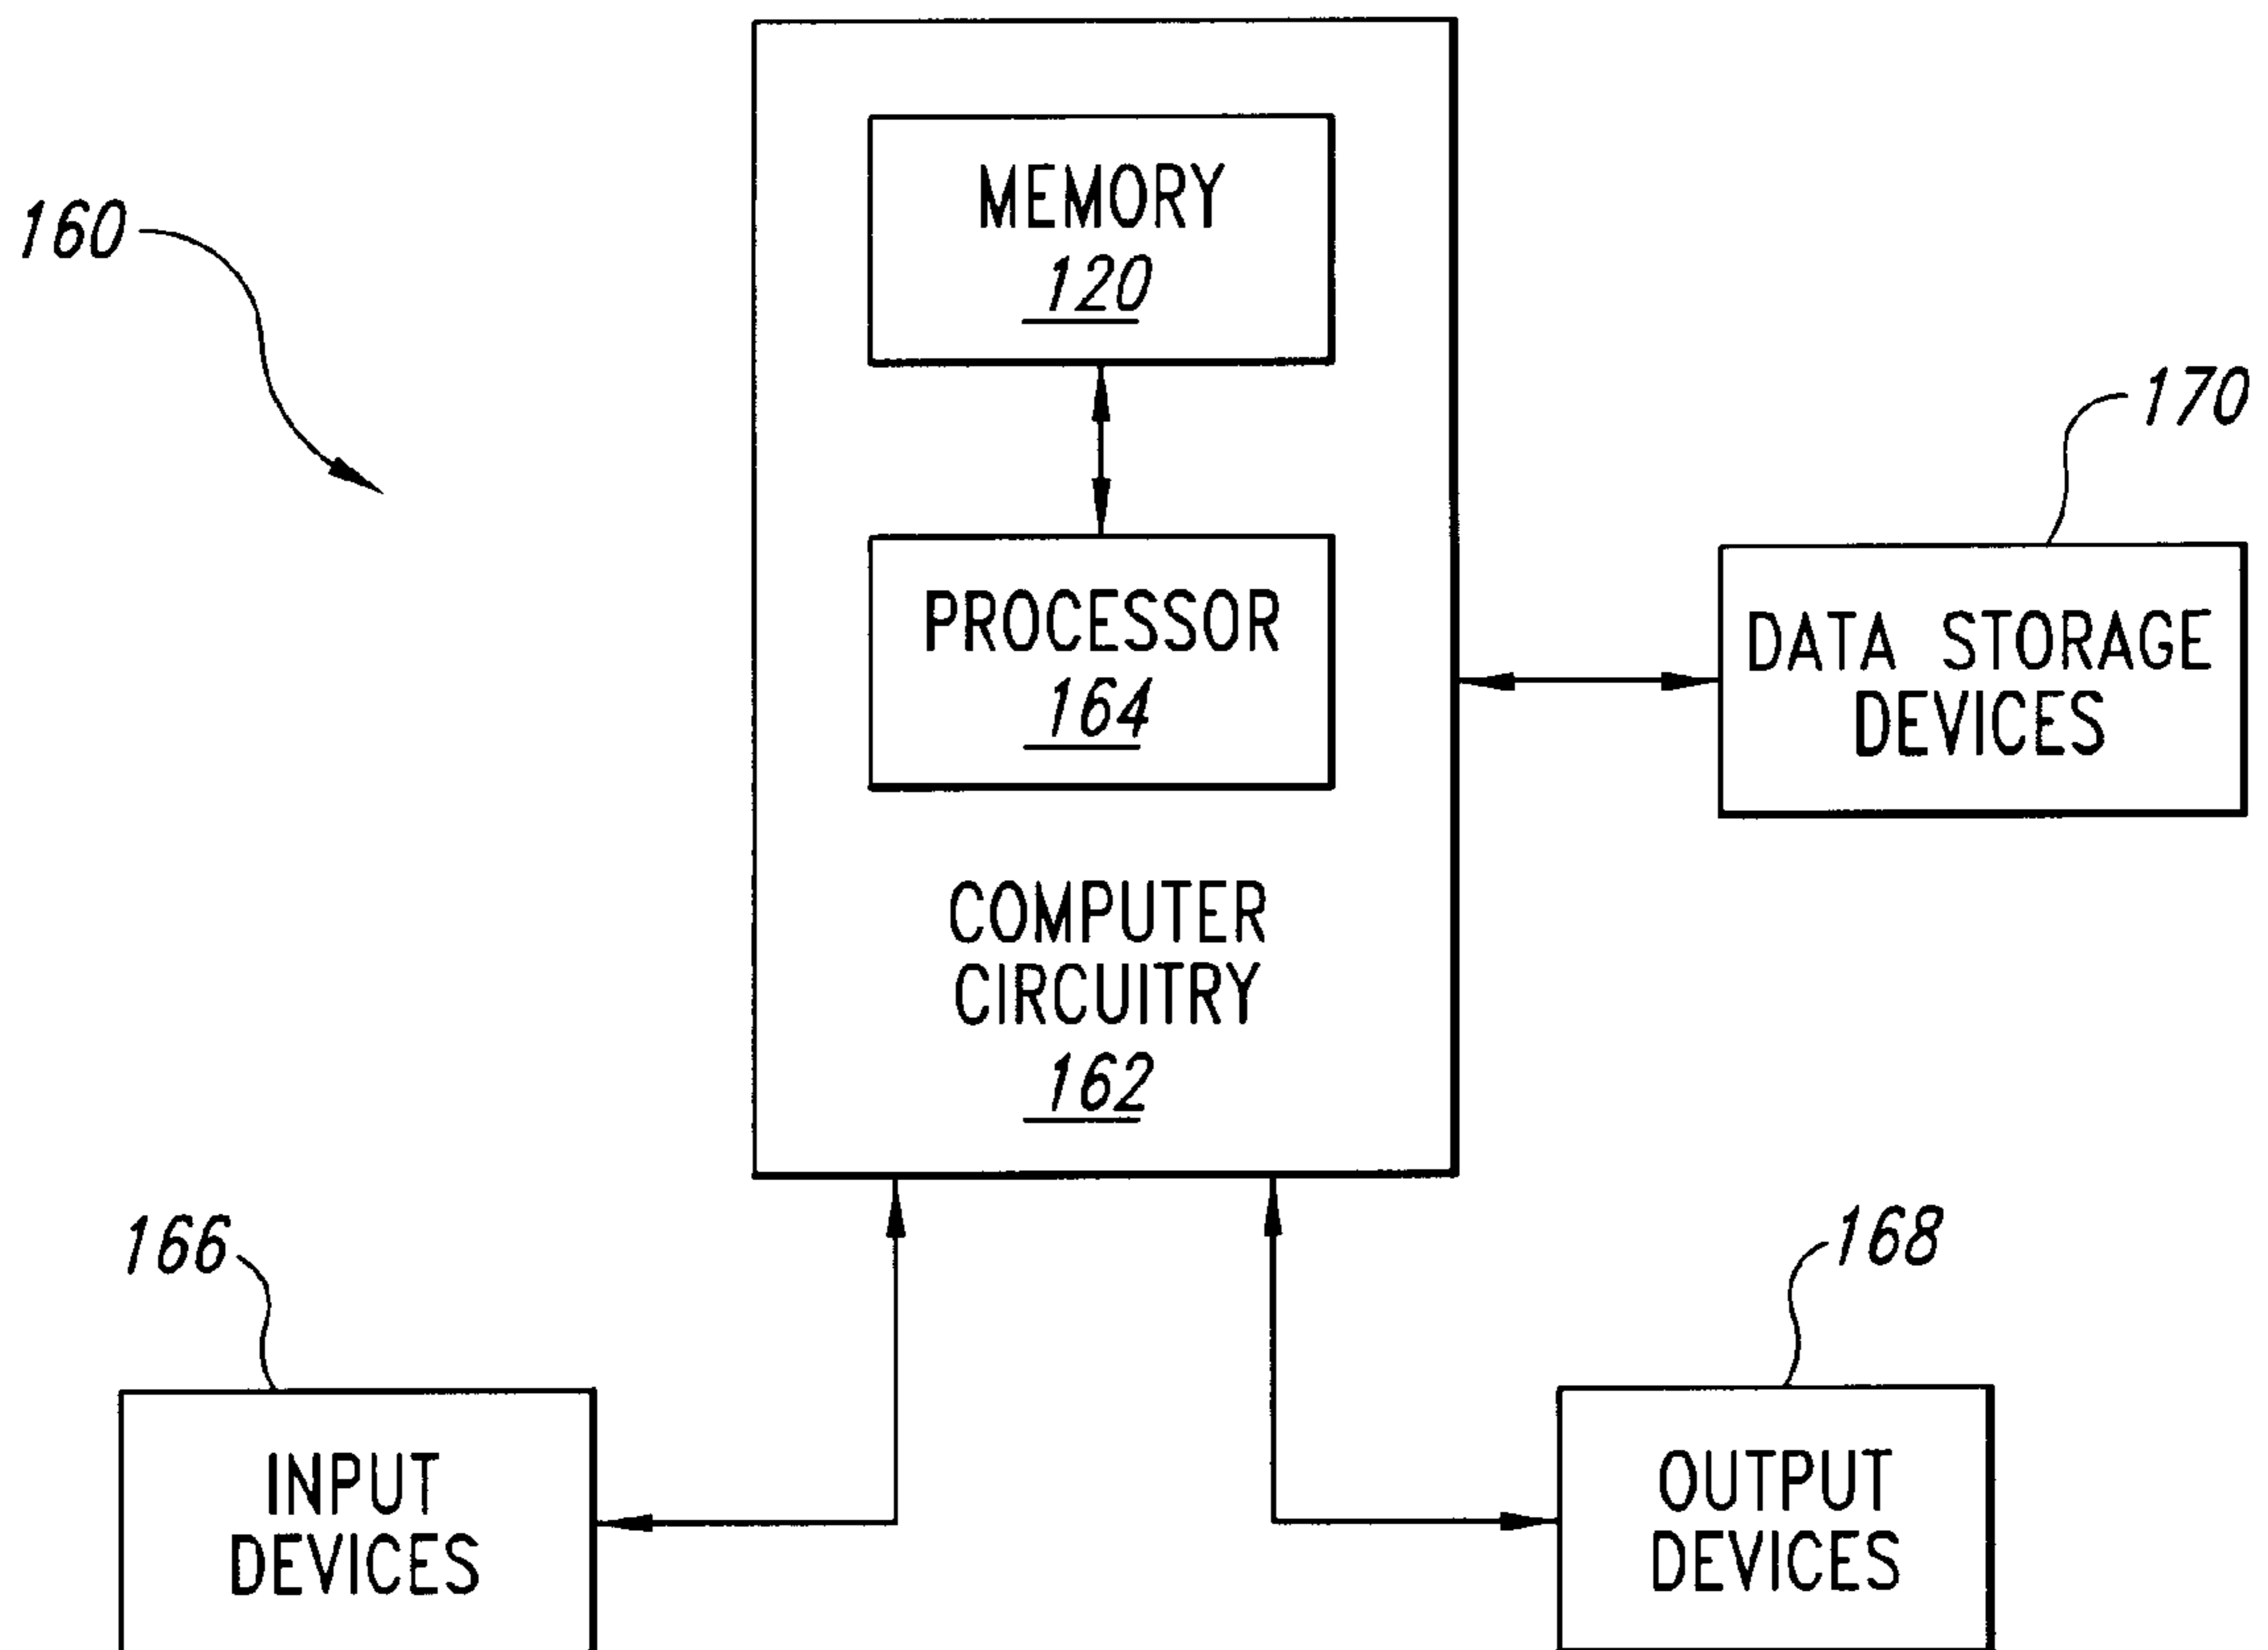 160
MEMORY
120
170
PROCESSOR
164
DATA STORAGE
DEVICES
COMPUTER
CIRCUITRY
162
166
168
INPUT
DEVICES
OUTPUT
DEVICES